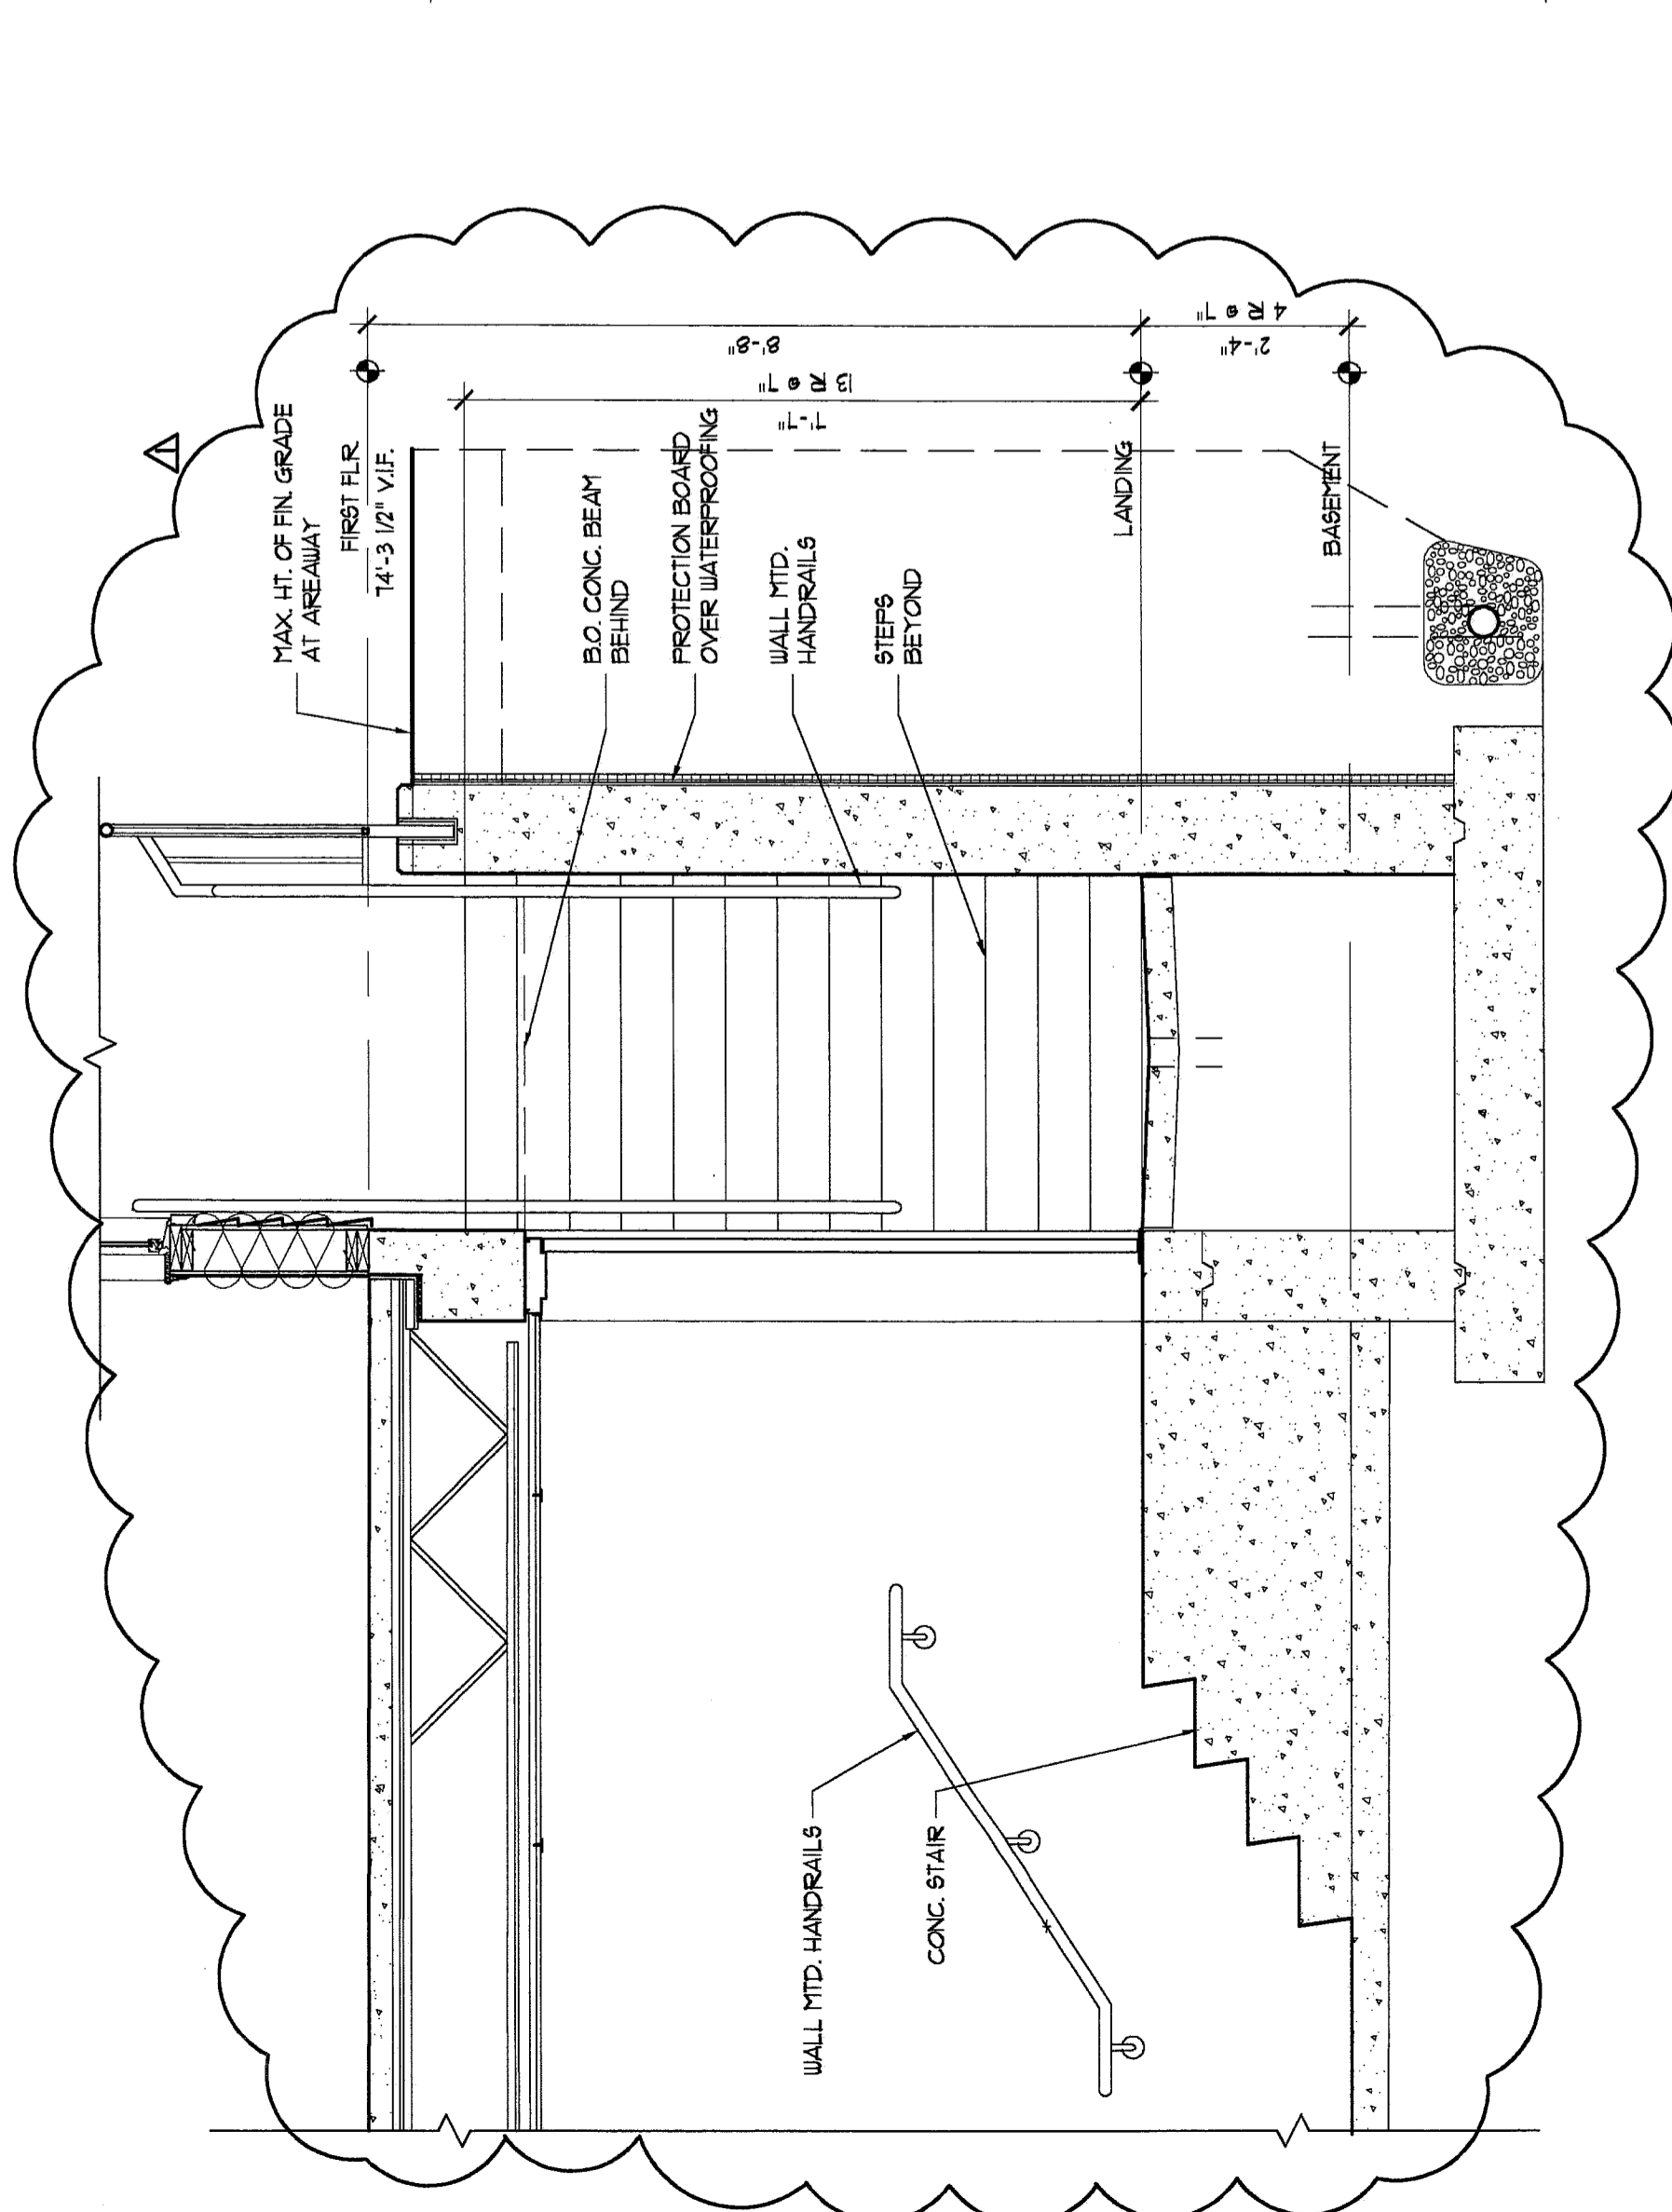 1
MAX. HT. OF FIN. GRADE
AT AREAWAY
FIRST FLR
74'-3 1/2" V.I.F.
8'-8"
13 R @ 7"
7'-7"
4 R @ 7"
2'-4"
B.O. CONC. BEAM
BEHIND
PROTECTION BOARD
OVER WATERPROOFING
WALL MTD.
HANDRAILS
STEPS
BEYOND
LANDING
BASEMENT
WALL MTD. HANDRAILS
CONC. STAIR